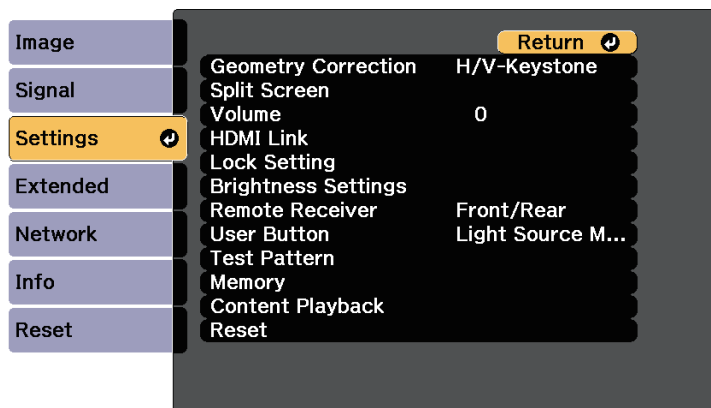 Image
Signal
Settings
Extended
Network
Info
Reset
Return
Geometry Correction H/V-Keystone
Split Screen
Volume 0
HDMI Link
Lock Setting
Brightness Settings
Remote Receiver Front/Rear
User Button Light Source M...
Test Pattern
Memory
Content Playback
Reset